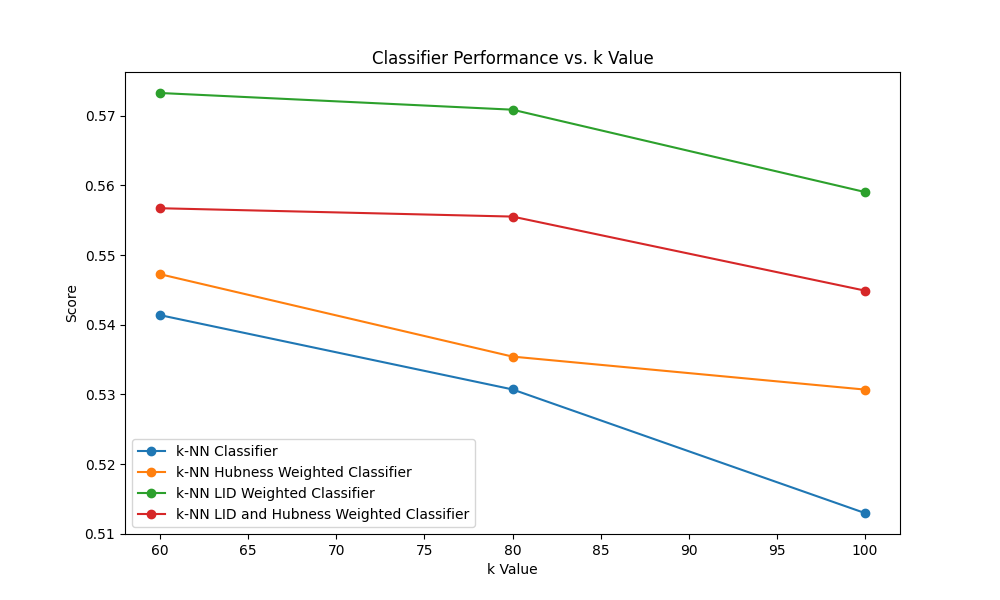 Classifier Performance vs. k Value
0.57
0.56
0.55
0.54
0.53
0.52
0.51
Score
k-NN Classifier
k-NN Hubness Weighted Classifier
k-NN LID Weighted Classifier
k-NN LID and Hubness Weighted Classifier
60 65 70 75 80 85 90 95 100
k Value